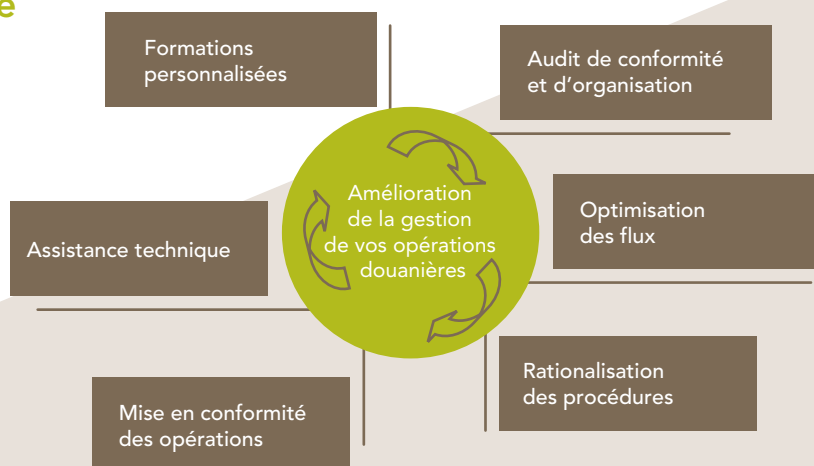 e
Formations
personnalisées
Audit de conformité
et d'organisation
Amélioration
de la gestion
de vos opérations
douanières
Assistance technique
Optimisation
des flux
Rationalisation
des procédures
Mise en conformité
des opérations